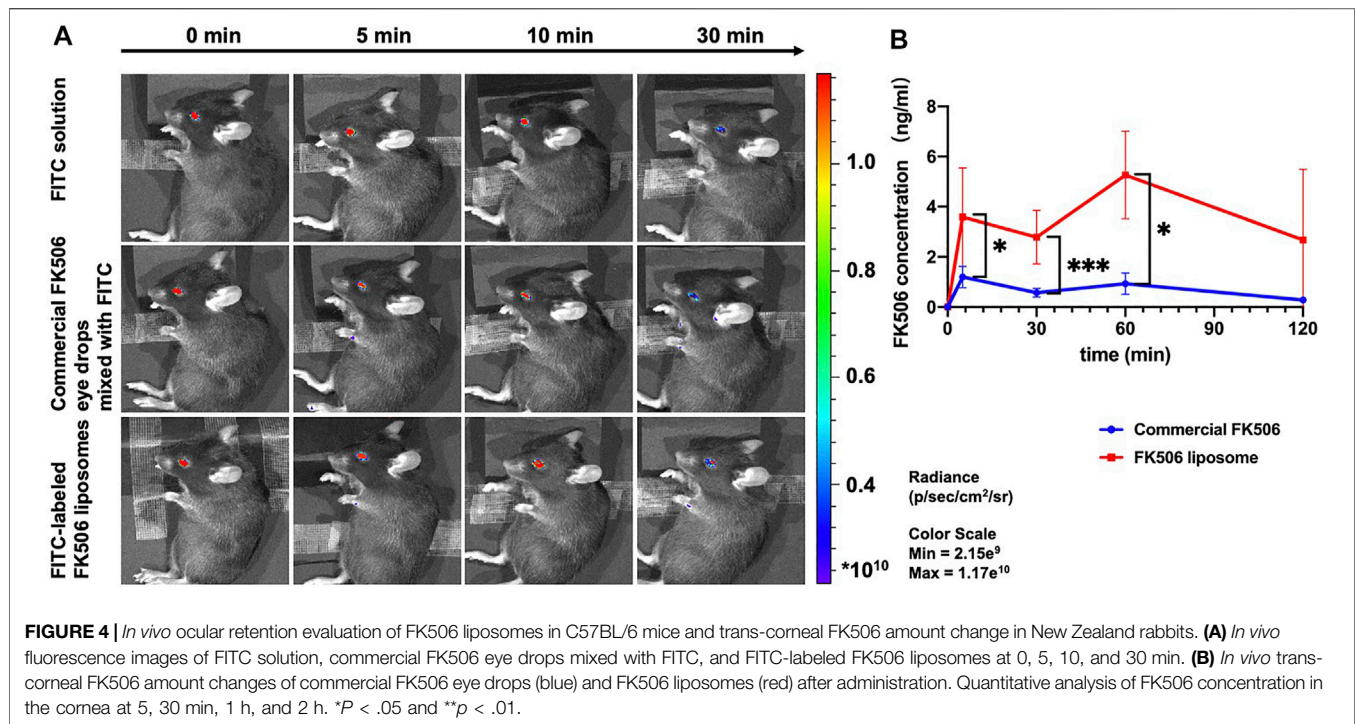 A
0 min 5 min 10 min 30 min
FITC solution
Commercial FK506
eye drops
mixed with FITC
FITC-labeled
FK506 liposomes
1.0
0.8
0.6
0.4
*10¹⁰
Radiance
(p/sec/cm²/sr)
Color Scale
Min = 2.15e⁹
Max = 1.17e¹⁰
B
FK506 concentration (ng/ml)
8
6
4
2
0
* *** *
0 30 60 90 120
time (min)
Commercial FK506
FK506 liposome
FIGURE 4 | In vivo ocular retention evaluation of FK506 liposomes in C57BL/6 mice and trans-corneal FK506 amount change in New Zealand rabbits. (A) In vivo
fluorescence images of FITC solution, commercial FK506 eye drops mixed with FITC, and FITC-labeled FK506 liposomes at 0, 5, 10, and 30 min. (B) In vivo trans-
corneal FK506 amount changes of commercial FK506 eye drops (blue) and FK506 liposomes (red) after administration. Quantitative analysis of FK506 concentration in
the cornea at 5, 30 min, 1 h, and 2 h. *P < .05 and **p < .01.